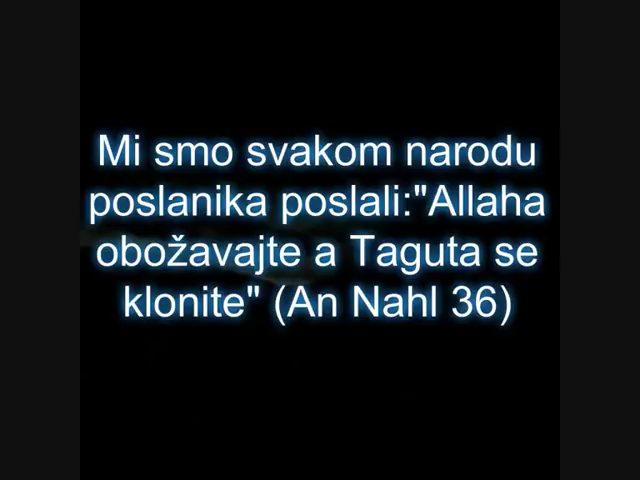 Mi smo svakom narodu
poslanika poslali:"Allaha
obožavajte a Taguta se
klonite" (An Nahl 36)